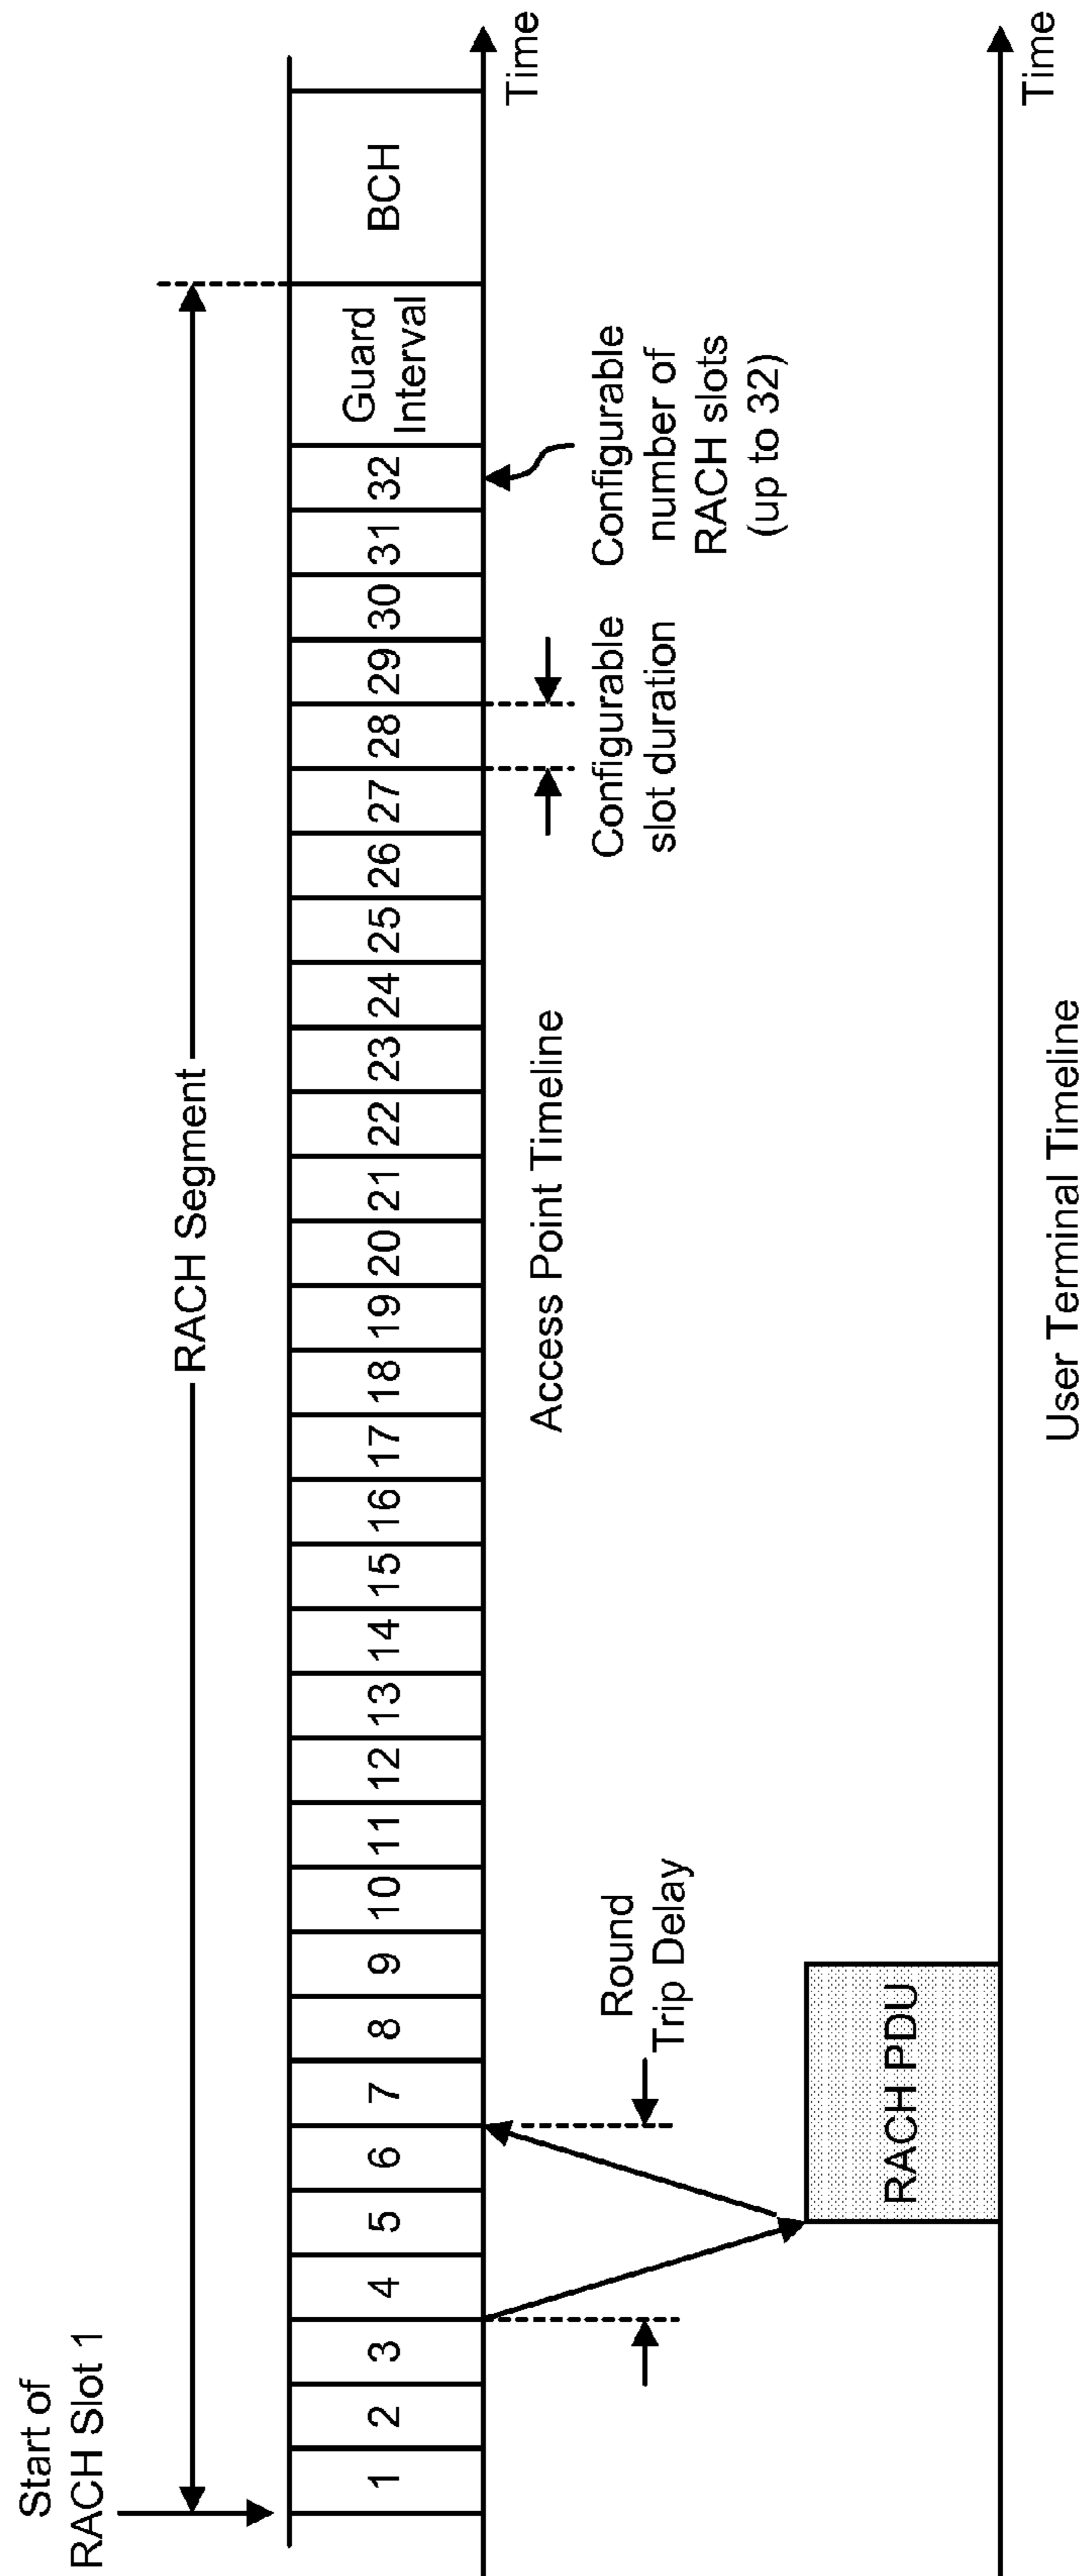 Start of
RACH Slot 1
RACH Segment
1 2 3 4 5 6 7 8 9 10 11 12 13 14 15 16 17 18 19 20 21 22 23 24 25 26 27 28 29 30 31 32
Guard
Interval
BCH
Time
Access Point Timeline
Round
Trip Delay
Configurable
slot duration
Configurable
number of
RACH slots
(up to 32)
RACH PDU
Time
User Terminal Timeline